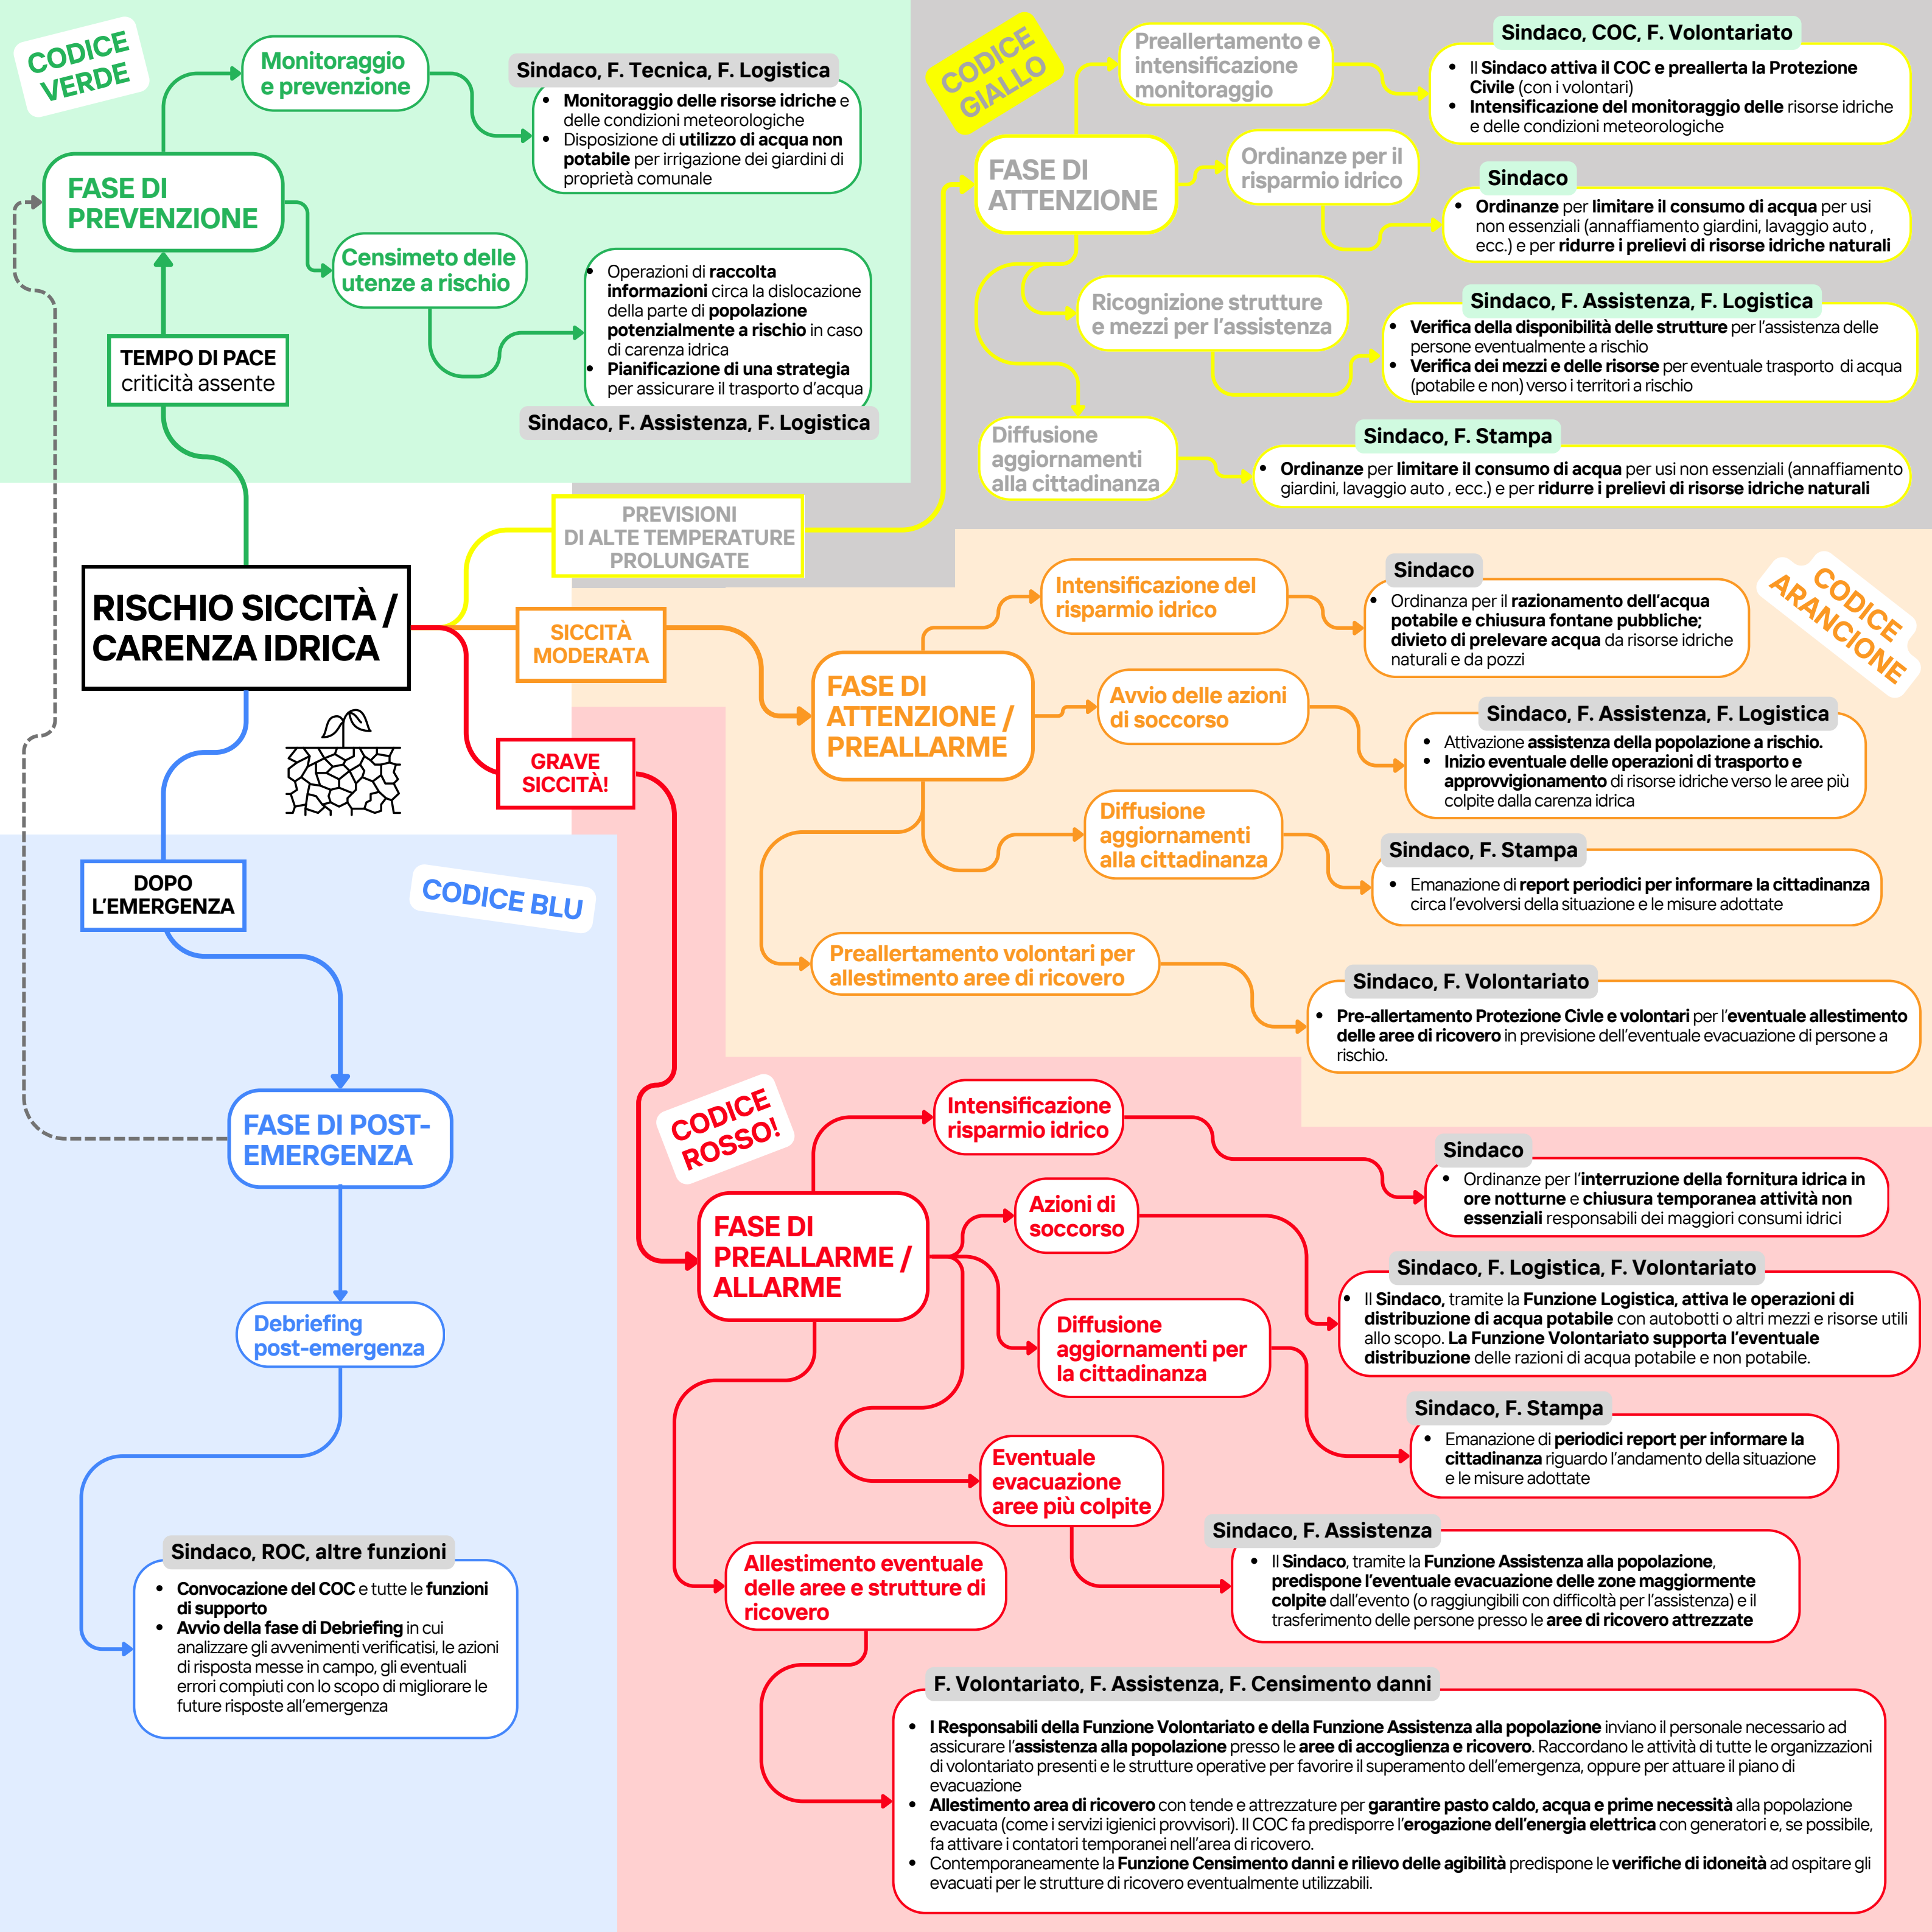 CODICE
VERDE
Monitoraggio
e prevenzione
Sindaco, F. Tecnica, F. Logistica
• Monitoraggio delle risorse idriche e
delle condizioni meteorologiche
• Disposizione di utilizzo di acqua non
potabile per irrigazione dei giardini di
proprietà comunale
FASE DI
PREVENZIONE
Censimeto delle
utenze a rischio
• Operazioni di raccolta
informazioni circa la dislocazione
della parte di popolazione
potenzialmente a rischio in caso
di carenza idrica
• Pianificazione di una strategia
per assicurare il trasporto d'acqua
Sindaco, F. Assistenza, F. Logistica
TEMPO DI PACE
criticità assente
CODICE
GIALLO
Preallertamento e
intensificazione
monitoraggio
Sindaco, COC, F. Volontariato
• Il Sindaco attiva il COC e preallerta la Protezione
Civile (con i volontari)
• Intensificazione del monitoraggio delle risorse idriche
e delle condizioni meteorologiche
FASE DI
ATTENZIONE
Ordinanze per il
risparmio idrico
Sindaco
• Ordinanze per limitare il consumo di acqua per usi
non essenziali (annaffiamento giardini, lavaggio auto ,
ecc.) e per ridurre i prelievi di risorse idriche naturali
Ricognizione strutture
e mezzi per l'assistenza
Sindaco, F. Assistenza, F. Logistica
• Verifica della disponibilità delle strutture per l'assistenza delle
persone eventualmente a rischio
• Verifica dei mezzi e delle risorse per eventuale trasporto di acqua
(potabile e non) verso i territori a rischio
Diffusione
aggiornamenti
alla cittadinanza
Sindaco, F. Stampa
• Ordinanze per limitare il consumo di acqua per usi non essenziali (annaffiamento
giardini, lavaggio auto , ecc.) e per ridurre i prelievi di risorse idriche naturali
PREVISIONI
DI ALTE TEMPERATURE
PROLUNGATE
RISCHIO SICCITÀ /
CARENZA IDRICA
SICCITÀ
MODERATA
GRAVE
SICCITÀ!
CODICE
ARANCIONE
Intensificazione del
risparmio idrico
Sindaco
• Ordinanza per il razionamento dell'acqua
potabile e chiusura fontane pubbliche;
divieto di prelevare acqua da risorse idriche
naturali e da pozzi
FASE DI
ATTENZIONE /
PREALLARME
Avvio delle azioni
di soccorso
Sindaco, F. Assistenza, F. Logistica
• Attivazione assistenza della popolazione a rischio.
• Inizio eventuale delle operazioni di trasporto e
approvvigionamento di risorse idriche verso le aree più
colpite dalla carenza idrica
Diffusione
aggiornamenti
alla cittadinanza
Sindaco, F. Stampa
• Emanazione di report periodici per informare la cittadinanza
circa l'evolversi della situazione e le misure adottate
Preallertamento volontari per
allestimento aree di ricovero
Sindaco, F. Volontariato
• Pre-allertamento Protezione Civle e volontari per l'eventuale allestimento
delle aree di ricovero in previsione dell'eventuale evacuazione di persone a
rischio.
DOPO
L'EMERGENZA
CODICE BLU
FASE DI POST-
EMERGENZA
Debriefing
post-emergenza
Sindaco, ROC, altre funzioni
• Convocazione del COC e tutte le funzioni
di supporto
• Avvio della fase di Debriefing in cui
analizzare gli avvenimenti verificatisi, le azioni
di risposta messe in campo, gli eventuali
errori compiuti con lo scopo di migliorare le
future risposte all'emergenza
CODICE
ROSSO!
Intensificazione
risparmio idrico
Sindaco
• Ordinanze per l'interruzione della fornitura idrica in
ore notturne e chiusura temporanea attività non
essenziali responsabili dei maggiori consumi idrici
FASE DI
PREALLARME /
ALLARME
Azioni di
soccorso
Sindaco, F. Logistica, F. Volontariato
• Il Sindaco, tramite la Funzione Logistica, attiva le operazioni di
distribuzione di acqua potabile con autobotti o altri mezzi e risorse utili
allo scopo. La Funzione Volontariato supporta l'eventuale
distribuzione delle razioni di acqua potabile e non potabile.
Diffusione
aggiornamenti per
la cittadinanza
Sindaco, F. Stampa
• Emanazione di periodici report per informare la
cittadinanza riguardo l'andamento della situazione
e le misure adottate
Eventuale
evacuazione
aree più colpite
Sindaco, F. Assistenza
• Il Sindaco, tramite la Funzione Assistenza alla popolazione,
predispone l'eventuale evacuazione delle zone maggiormente
colpite dall'evento (o raggiungibili con difficoltà per l'assistenza) e il
trasferimento delle persone presso le aree di ricovero attrezzate
Allestimento eventuale
delle aree e strutture di
ricovero
F. Volontariato, F. Assistenza, F. Censimento danni
• I Responsabili della Funzione Volontariato e della Funzione Assistenza alla popolazione inviano il personale necessario ad
assicurare l'assistenza alla popolazione presso le aree di accoglienza e ricovero. Raccordano le attività di tutte le organizzazioni
di volontariato presenti e le strutture operative per favorire il superamento dell'emergenza, oppure per attuare il piano di
evacuazione
• Allestimento area di ricovero con tende e attrezzature per garantire pasto caldo, acqua e prime necessità alla popolazione
evacuata (come i servizi igienici provvisori). Il COC fa predisporre l'erogazione dell'energia elettrica con generatori e, se possibile,
fa attivare i contatori temporanei nell'area di ricovero.
• Contemporaneamente la Funzione Censimento danni e rilievo delle agibilità predispone le verifiche di idoneità ad ospitare gli
evacuati per le strutture di ricovero eventualmente utilizzabili.